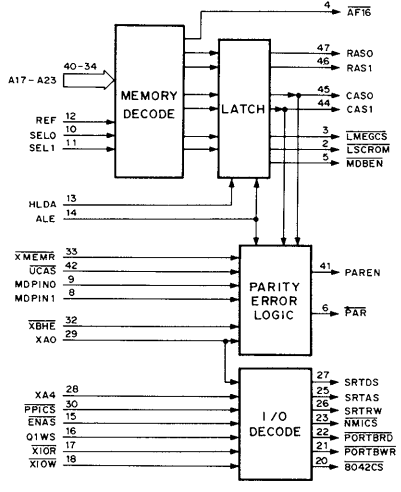 4 AF16
40-34 47 RAS0
A17-A23 46 RAS1
MEMORY DECODE LATCH 45 CAS0
44 CAS1
REF 12
SEL0 10 3 LMEGCS
SEL1 11 2 LSCROM
5 MDBEN
HLDA 13
ALE 14
XMEMR 33
UCAS 42 41 PAREN
MDPIN0 9 PARITY
MDPIN1 8 ERROR
LOGIC 6 PAR
XBHE 32
XA0 29
27 SRTDS
XA4 28 25 SRTAS
PPICS 30 26 SRTRW
ENAS 15 I/O 23 NMICS
Q1WS 16 DECODE 22 PORTBRD
XIOR 17 21 PORTBWR
XIOW 18 20 8042CS